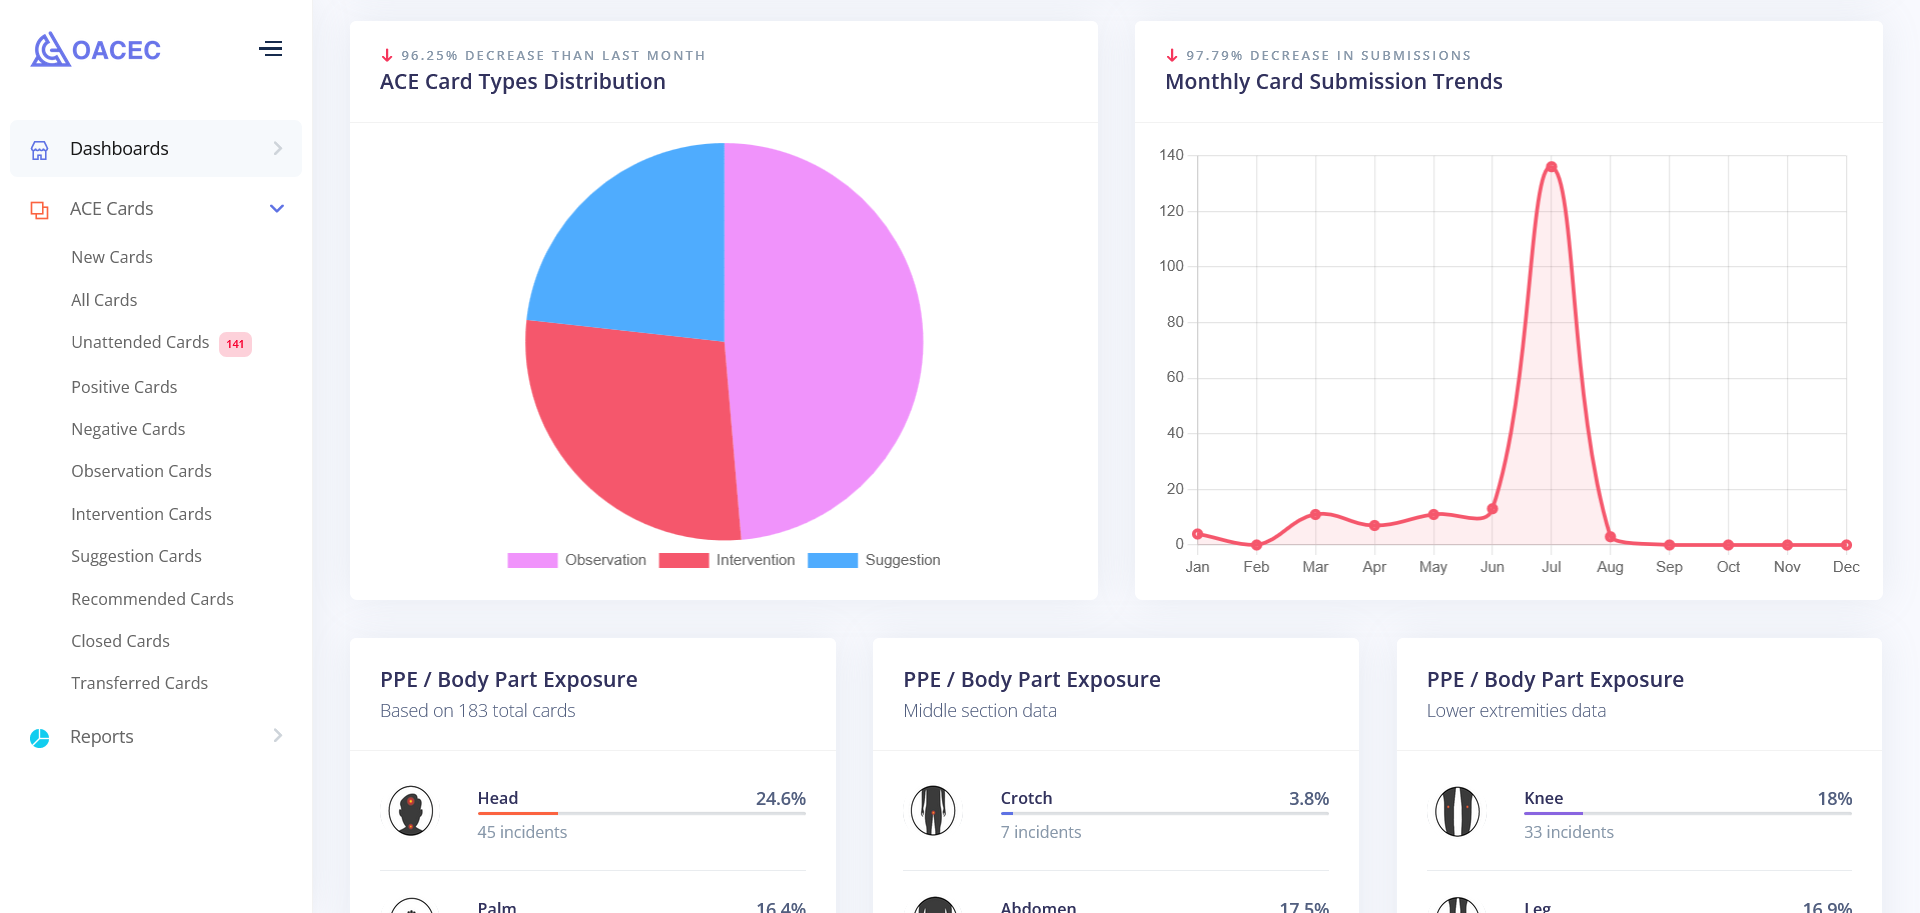 OACEC
Dashboards
ACE Cards
New Cards
All Cards
Unattended Cards 141
Positive Cards
Negative Cards
Observation Cards
Intervention Cards
Suggestion Cards
Recommended Cards
Closed Cards
Transferred Cards
Reports
96.25% DECREASE THAN LAST MONTH
ACE Card Types Distribution
Observation Intervention Suggestion
97.79% DECREASE IN SUBMISSIONS
Monthly Card Submission Trends
140
120
100
80
60
40
20
0
Jan Feb Mar Apr May Jun Jul Aug Sep Oct Nov Dec
PPE / Body Part Exposure
Based on 183 total cards
Head 24.6%
45 incidents
Palm 16.4%
PPE / Body Part Exposure
Middle section data
Crotch 3.8%
7 incidents
Abdomen 17.5%
PPE / Body Part Exposure
Lower extremities data
Knee 18%
33 incidents
Leg 16.9%